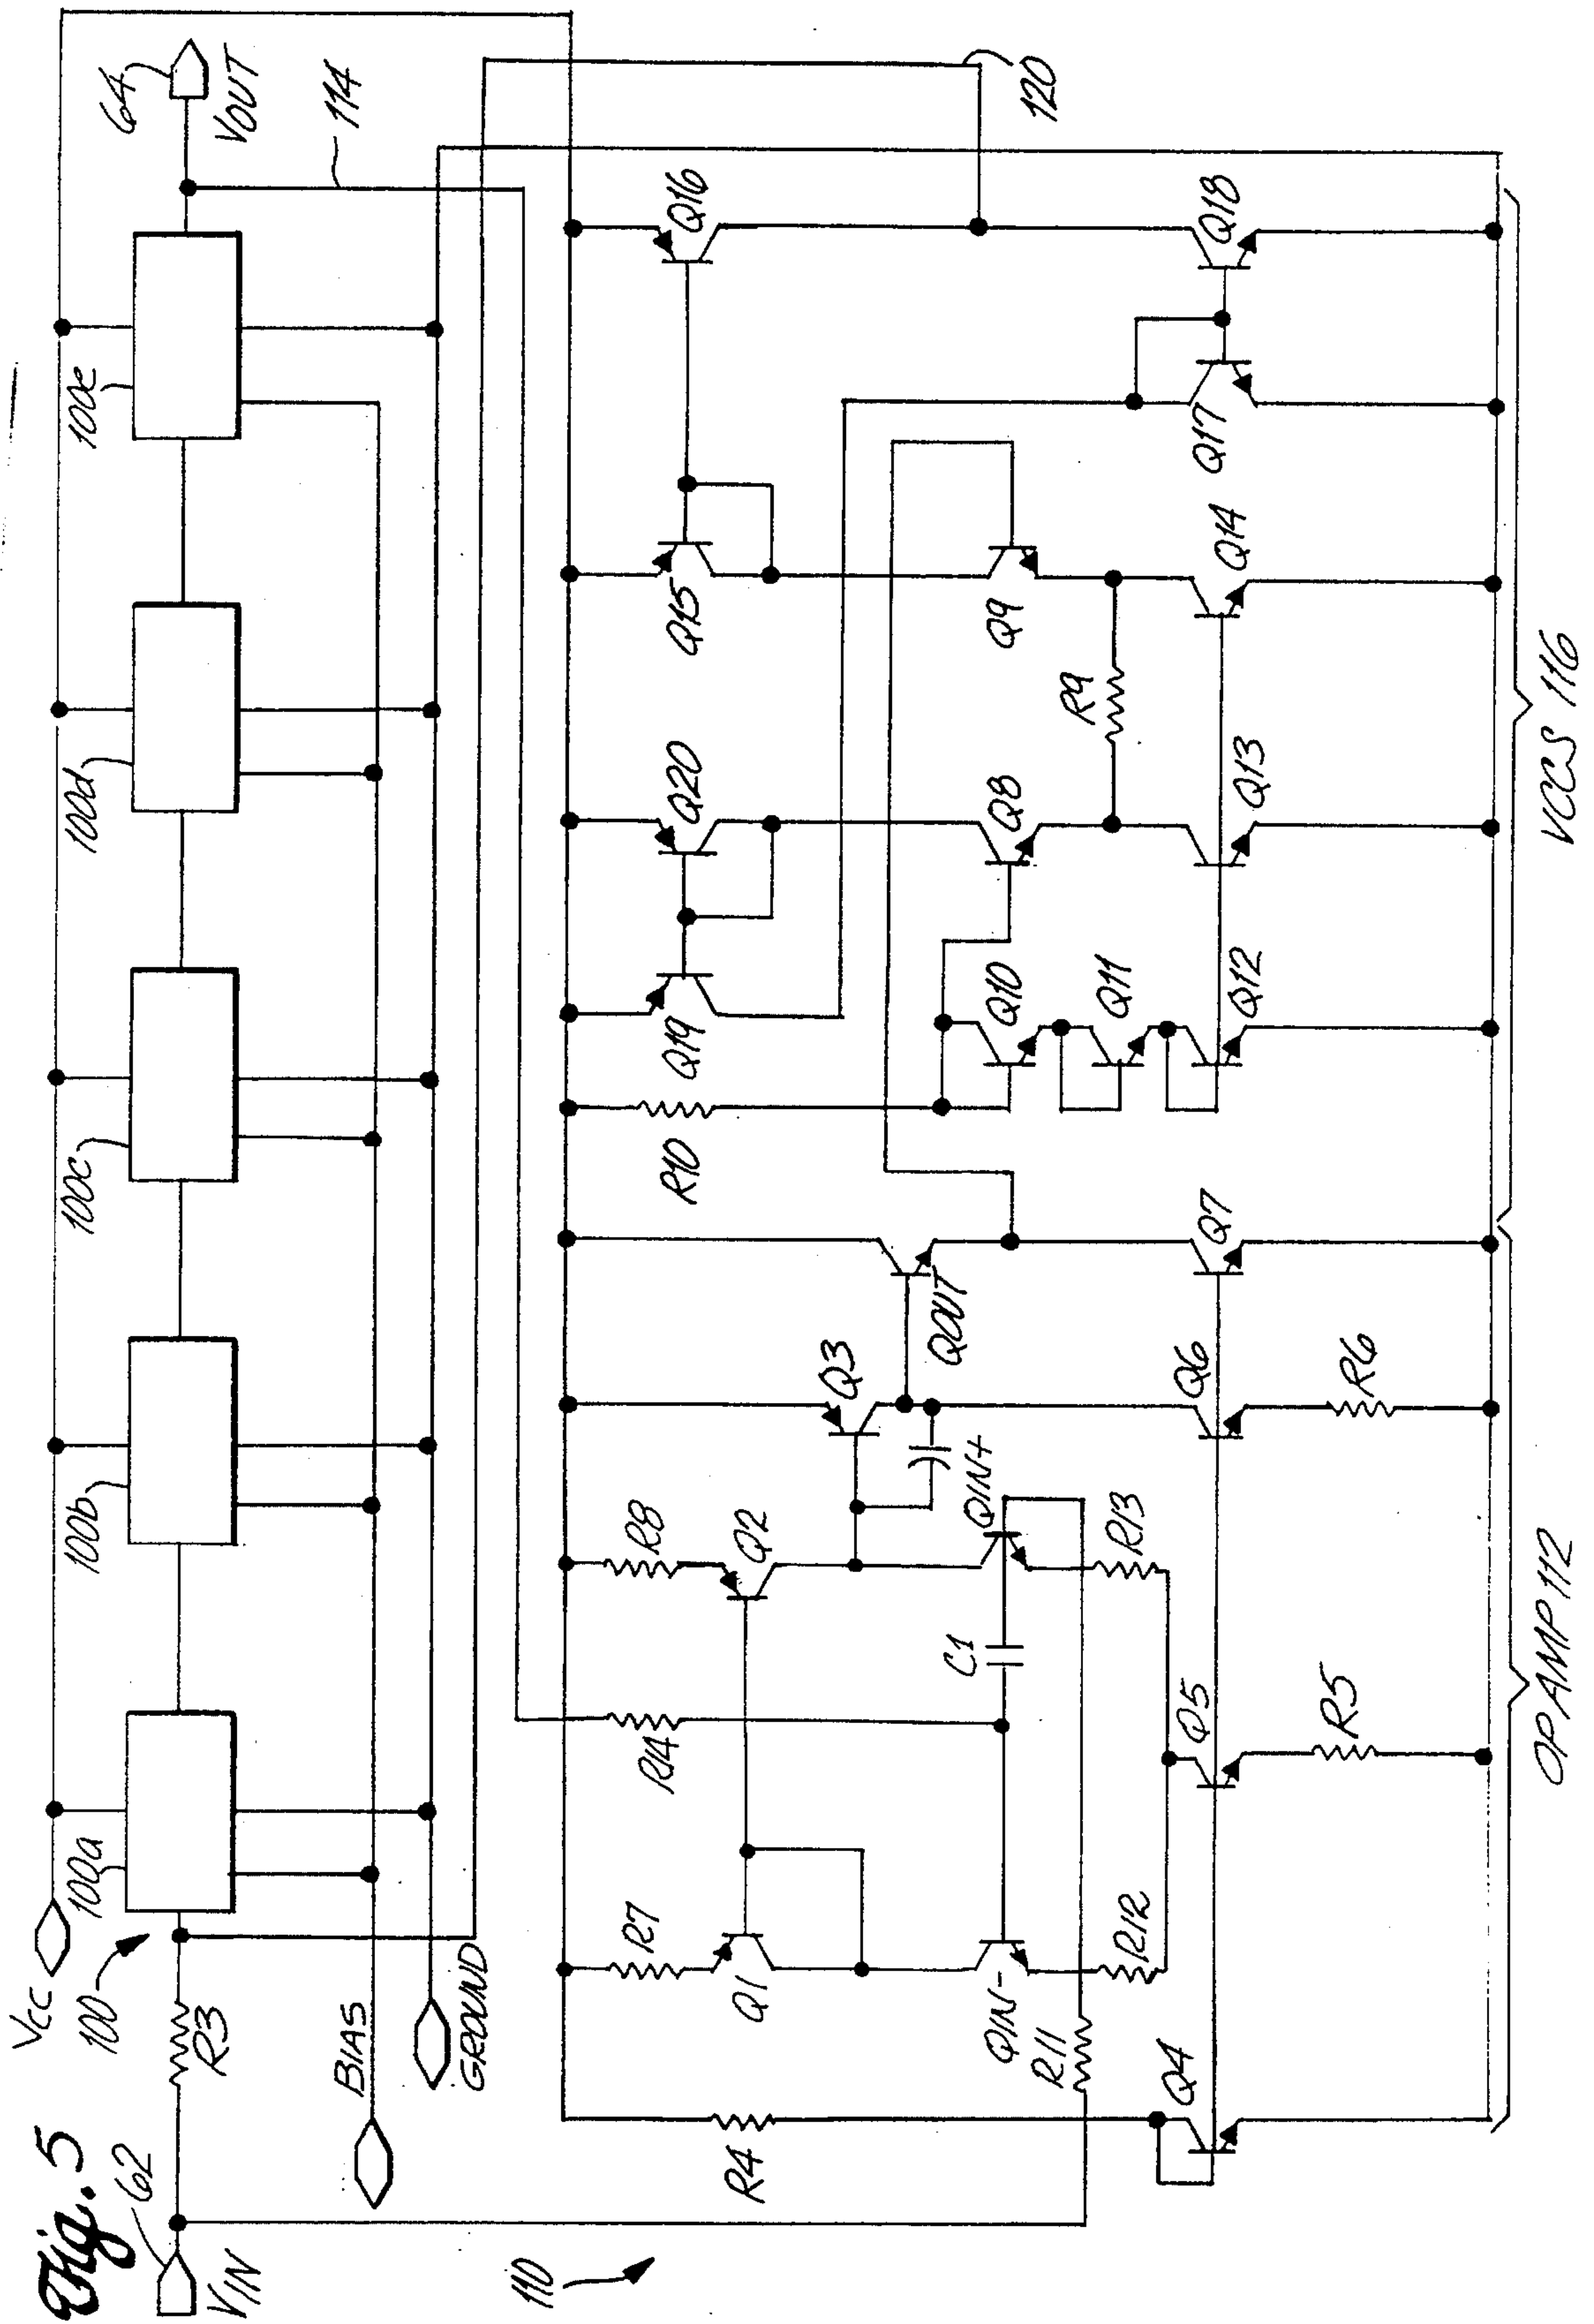 Fig. 5
62
VIN
R3
100
VCC
100a
100b
100c
100d
100e
64
VOUT
114
BIAS
GROUND
120
110
R4
R7
Q1
R14
R8
Q2
Q3
QOUT
R10
Q19
Q20
Q15
Q16
QIN-
R11
R12
C1
QIN+
R13
Q10
Q11
Q8
R9
Q9
Q4
Q5
R5
Q6
R6
Q7
Q12
Q13
Q14
Q17
Q18
OPAMP 112
VCCS 116